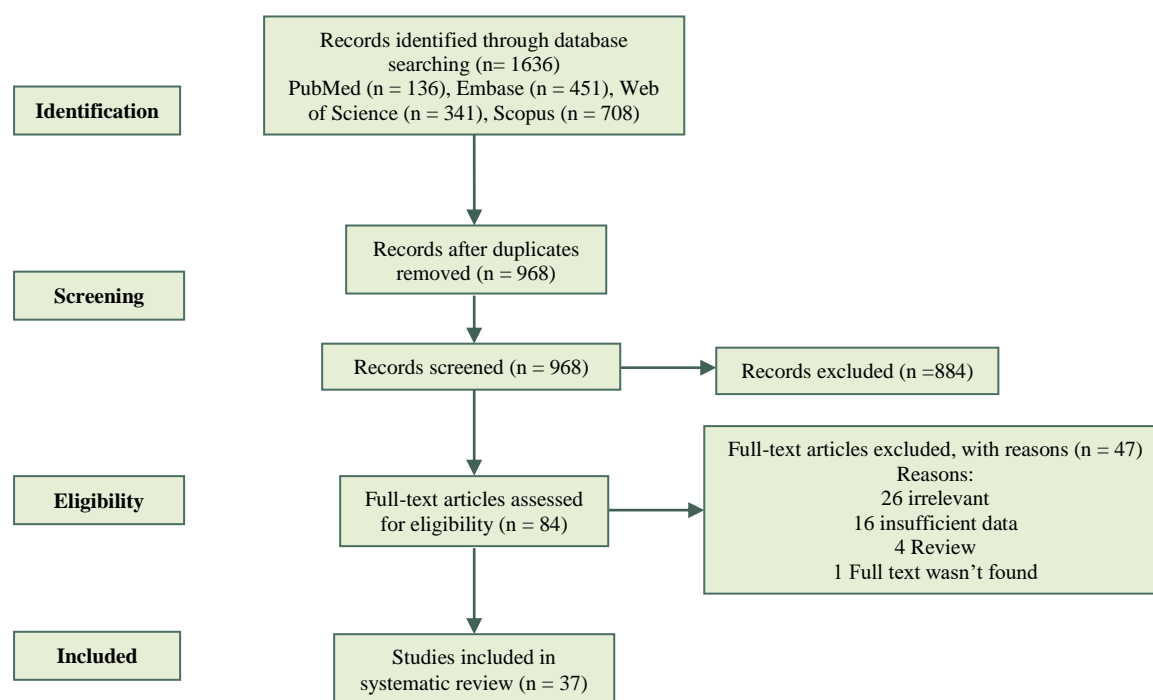 Records identified through database
searching (n= 1636)
PubMed (n = 136), Embase (n = 451), Web
of Science (n = 341), Scopus (n = 708)
Identification
Records after duplicates
removed (n = 968)
Screening
Records screened (n = 968)
Records excluded (n =884)
Full-text articles excluded, with reasons (n = 47)
Reasons:
26 irrelevant
16 insufficient data
4 Review
1 Full text wasn’t found
Eligibility
Full-text articles assessed
for eligibility (n = 84)
Included
Studies included in
systematic review (n = 37)